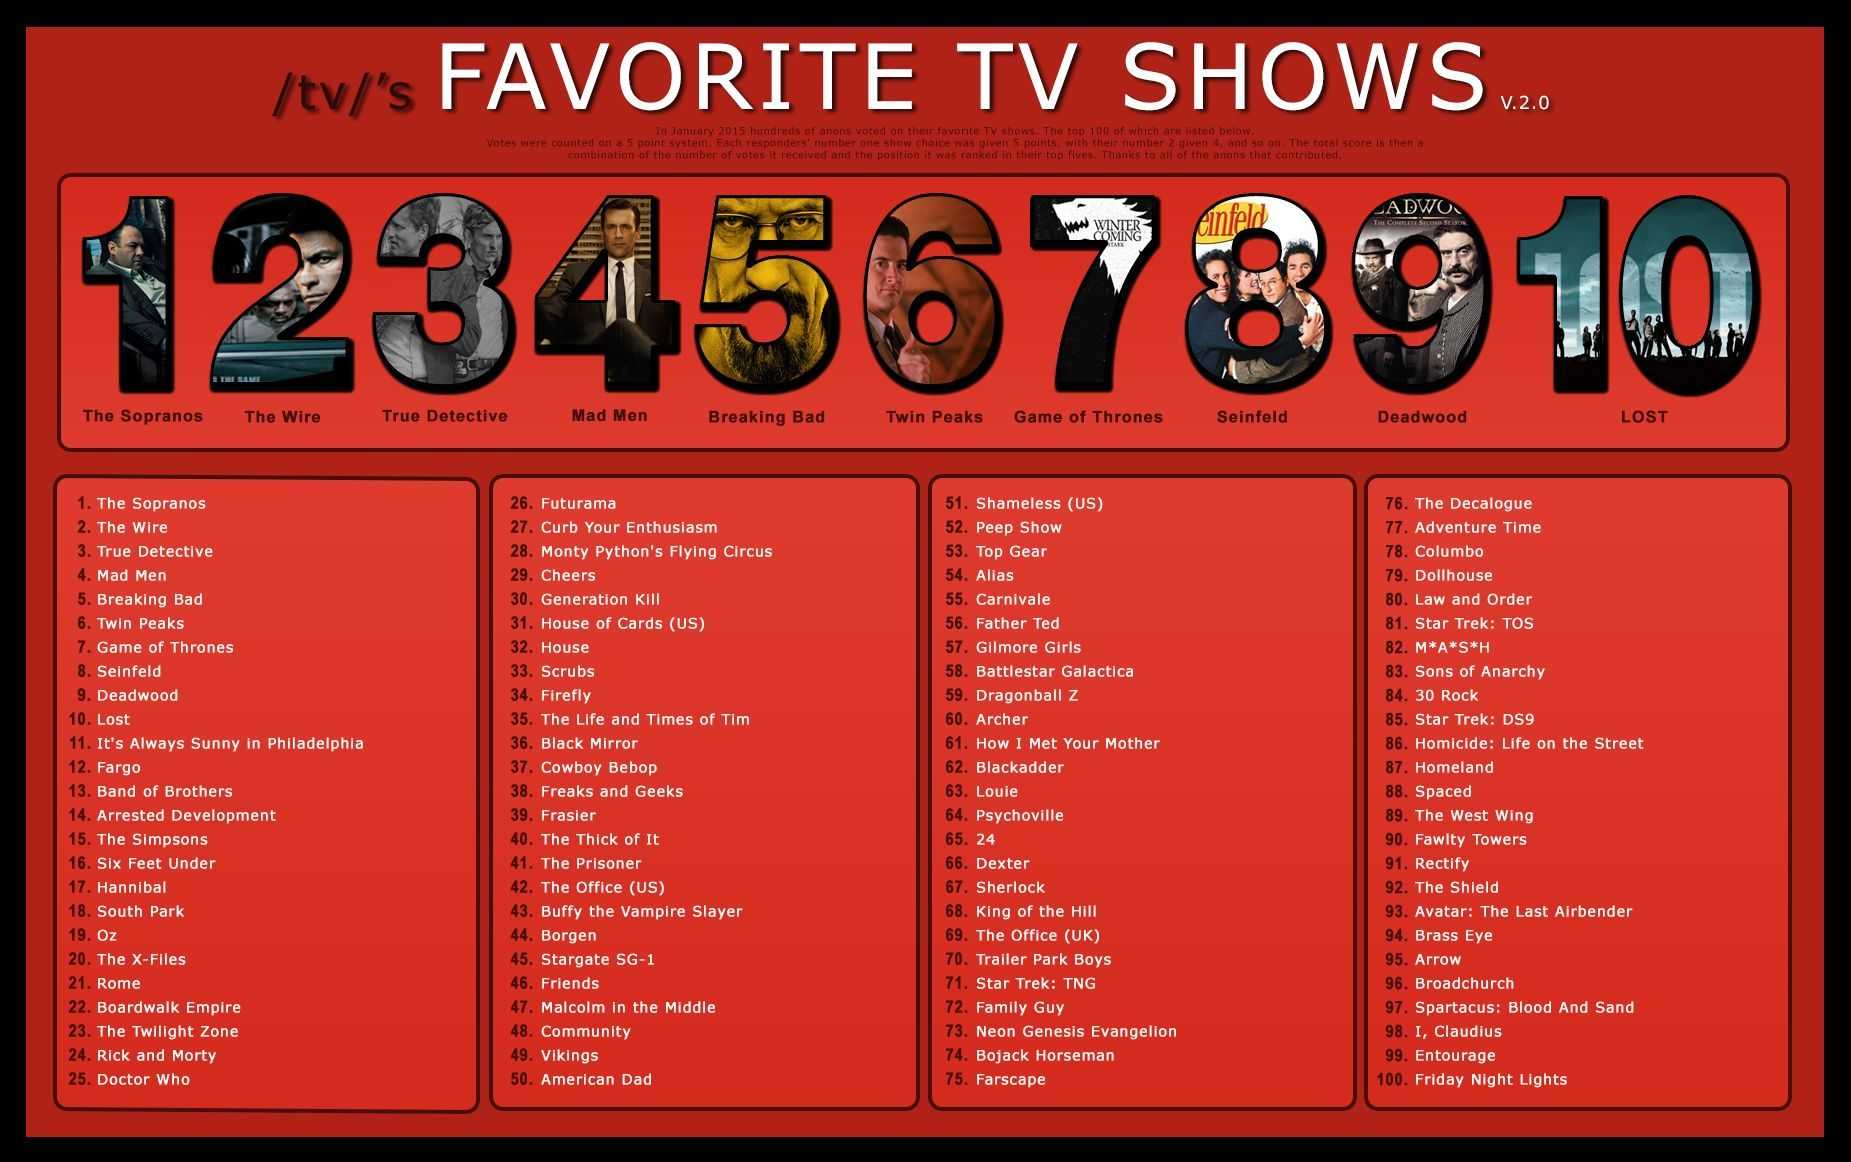 /tv/'s FAVORITE TV SHOWS V.2.0
In January 2015 hundreds of anons voted on their favorite TV shows. The top 100 of which are listed below.
Votes were counted on a 5 point system. Each responders' number one show choice was given 5 points, with their number 2 given 4, and so on. The total score is then a
combination of the number of votes it received and the position it was ranked in their top fives. Thanks to all of the anons that contributed.
1 2 3 4 5 6 7 8 9 10
THE SAME
WINTER
COMING
STARK
einfeld
EADWO
THE COMPLETE SECOND SEASON
The Sopranos
The Wire
True Detective
Mad Men
Breaking Bad
Twin Peaks
Game of Thrones
Seinfeld
Deadwood
LOST
1. The Sopranos
2. The Wire
3. True Detective
4. Mad Men
5. Breaking Bad
6. Twin Peaks
7. Game of Thrones
8. Seinfeld
9. Deadwood
10. Lost
11. It's Always Sunny in Philadelphia
12. Fargo
13. Band of Brothers
14. Arrested Development
15. The Simpsons
16. Six Feet Under
17. Hannibal
18. South Park
19. Oz
20. The X-Files
21. Rome
22. Boardwalk Empire
23. The Twilight Zone
24. Rick and Morty
25. Doctor Who
26. Futurama
27. Curb Your Enthusiasm
28. Monty Python's Flying Circus
29. Cheers
30. Generation Kill
31. House of Cards (US)
32. House
33. Scrubs
34. Firefly
35. The Life and Times of Tim
36. Black Mirror
37. Cowboy Bebop
38. Freaks and Geeks
39. Frasier
40. The Thick of It
41. The Prisoner
42. The Office (US)
43. Buffy the Vampire Slayer
44. Borgen
45. Stargate SG-1
46. Friends
47. Malcolm in the Middle
48. Community
49. Vikings
50. American Dad
51. Shameless (US)
52. Peep Show
53. Top Gear
54. Alias
55. Carnivale
56. Father Ted
57. Gilmore Girls
58. Battlestar Galactica
59. Dragonball Z
60. Archer
61. How I Met Your Mother
62. Blackadder
63. Louie
64. Psychoville
65. 24
66. Dexter
67. Sherlock
68. King of the Hill
69. The Office (UK)
70. Trailer Park Boys
71. Star Trek: TNG
72. Family Guy
73. Neon Genesis Evangelion
74. Bojack Horseman
75. Farscape
76. The Decalogue
77. Adventure Time
78. Columbo
79. Dollhouse
80. Law and Order
81. Star Trek: TOS
82. M*A*S*H
83. Sons of Anarchy
84. 30 Rock
85. Star Trek: DS9
86. Homicide: Life on the Street
87. Homeland
88. Spaced
89. The West Wing
90. Fawlty Towers
91. Rectify
92. The Shield
93. Avatar: The Last Airbender
94. Brass Eye
95. Arrow
96. Broadchurch
97. Spartacus: Blood And Sand
98. I, Claudius
99. Entourage
100. Friday Night Lights